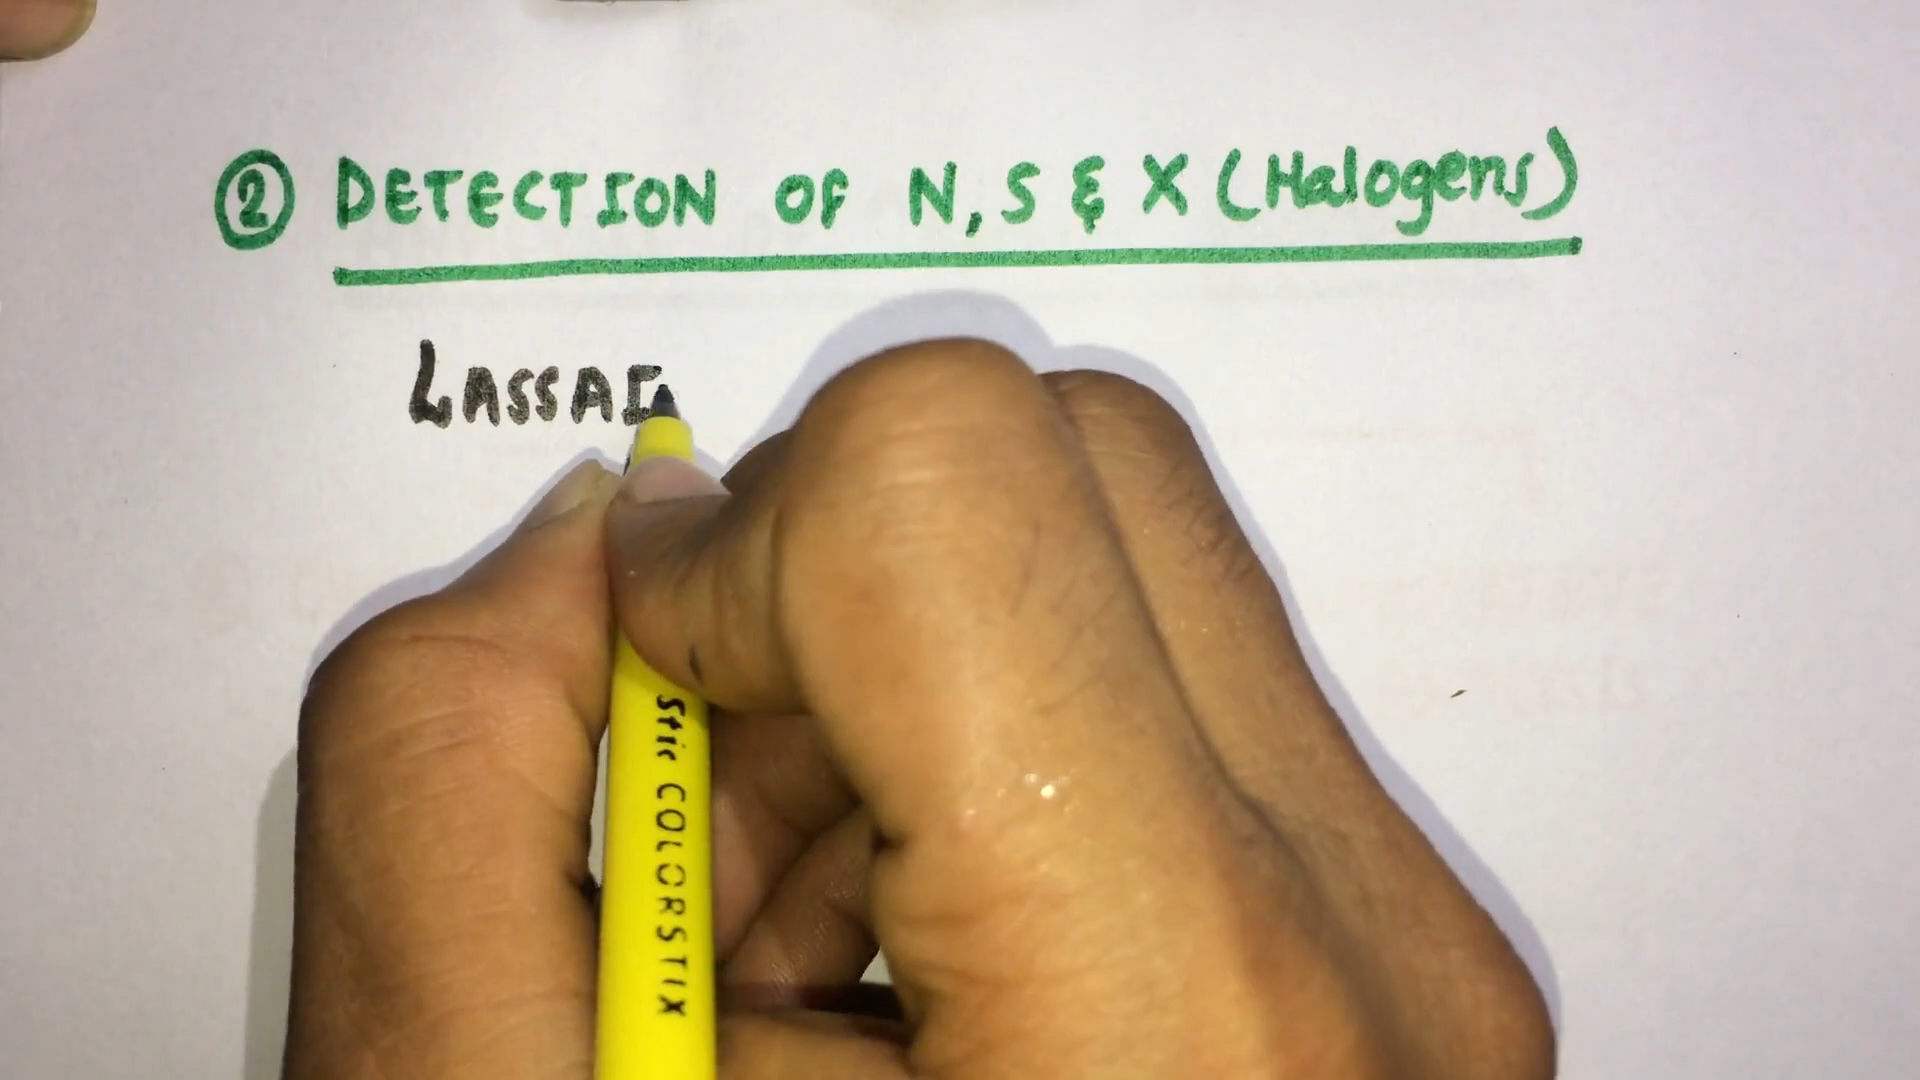 ② DETECTION OF N, S & X (Halogens)
LASSAI
Stic COLORSTIX